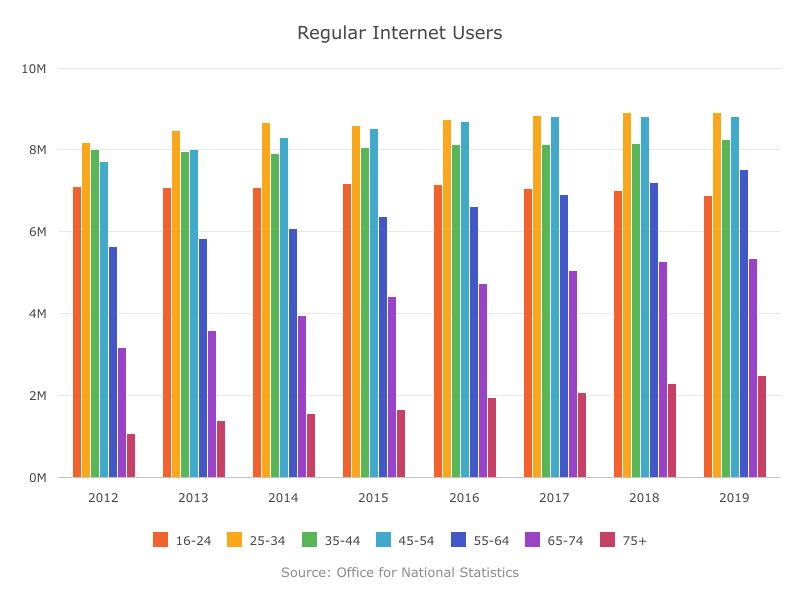 Regular Internet Users
10M
8M
6M
4M
2M
0M
2012 2013 2014 2015 2016 2017 2018 2019
16-24 25-34 35-44 45-54 55-64 65-74 75+
Source: Office for National Statistics